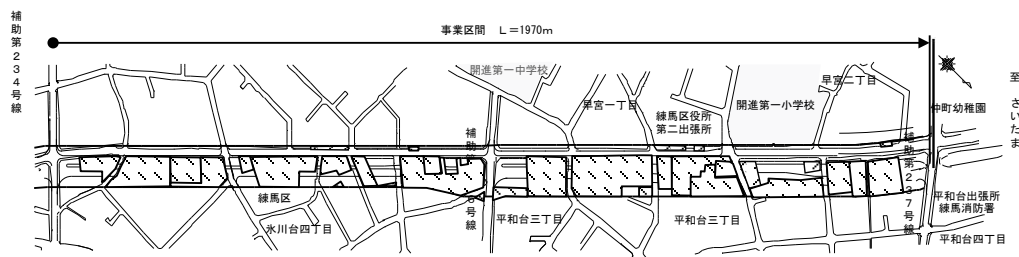 補助第234号線
事業区間 L=1970m
開進第一中学校
早宮一丁目
練馬区役所
第二出張所
開進第一小学校
早宮二丁目
仲町幼稚園
至 さいたま
補助第237号線
平和台出張所
練馬消防署
平和台四丁目
練馬区
氷川台四丁目
平和台三丁目
平和台三丁目
補助
号線